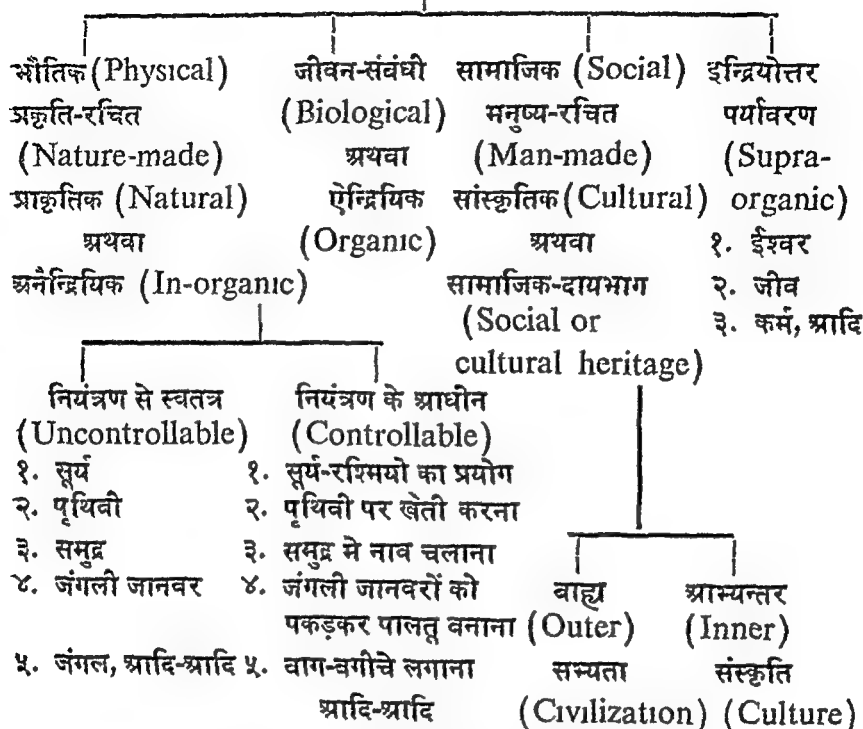 भौतिक (Physical) जीवन-संबंधी सामाजिक (Social) इन्द्रियोत्तर
प्रकृति-रचित (Biological) मनुष्य-रचित पर्यावरण
(Nature-made) अथवा (Man-made) (Supra-
प्राकृतिक (Natural) ऐन्द्रियिक सांस्कृतिक (Cultural) organic)
अथवा (Organic) अथवा १. ईश्वर
अनैन्द्रियिक (In-organic) सामाजिक-दायभाग २. जीव
(Social or ३. कर्म, आदि
cultural heritage)
नियंत्रण से स्वतत्र नियंत्रण के आधीन
(Uncontrollable) (Controllable)
१. सूर्य १. सूर्य-रश्मियो का प्रयोग
२. पृथिवी २. पृथिवी पर खेती करना
३. समुद्र ३. समुद्र मे नाव चलाना
४. जंगली जानवर ४. जंगली जानवरों को बाह्य आभ्यन्तर
पकड़कर पालतू बनाना (Outer) (Inner)
५. जंगल, आदि-आदि ५. बाग-बगीचे लगाना सभ्यता संस्कृति
आदि-आदि (Civilization) (Culture)